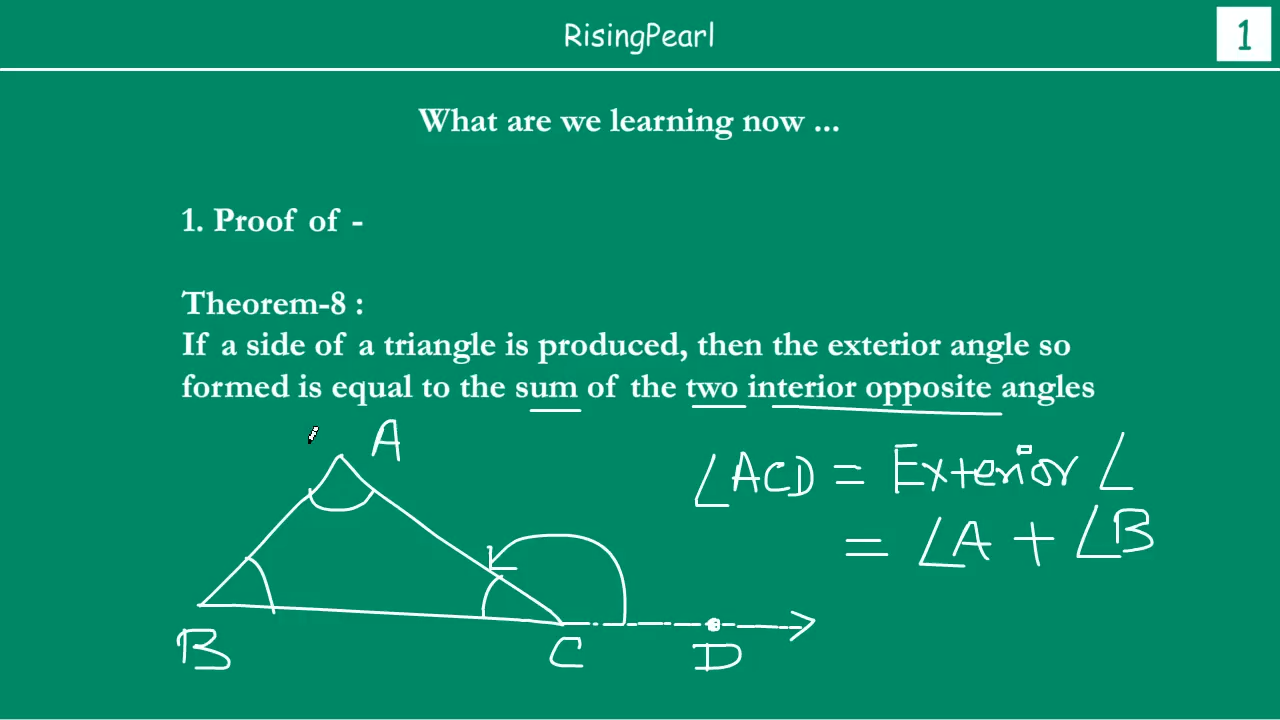 RisingPearl
1
What are we learning now ...
1. Proof of -
Theorem-8 :
If a side of a triangle is produced, then the exterior angle so
formed is equal to the sum of the two interior opposite angles
A
∠ACD = Exterior ∠
= ∠A + ∠B
B
C
D